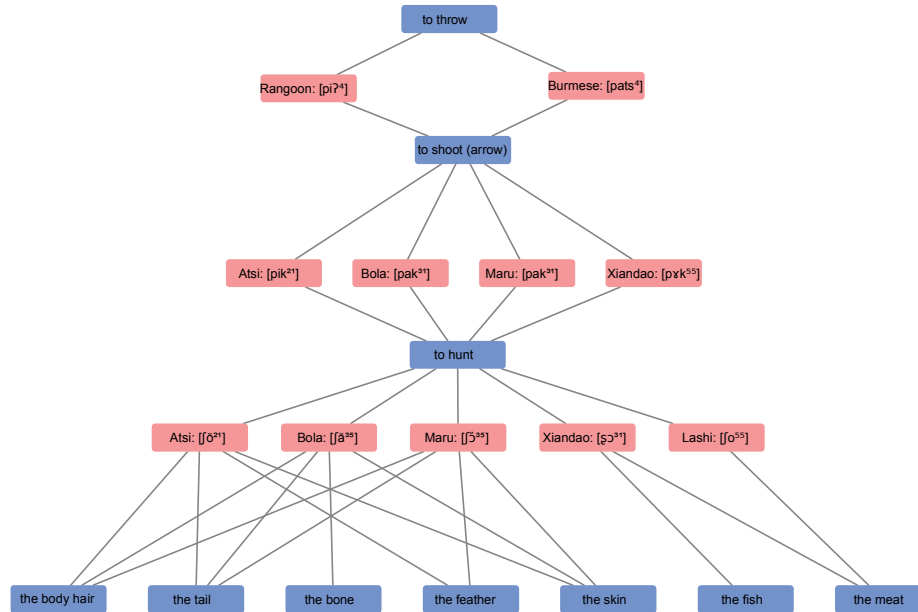 to throw
Rangoon: [piʔ⁴]
Burmese: [pats⁴]
to shoot (arrow)
Atsi: [pik²¹]
Bola: [pak³¹]
Maru: [pak³¹]
Xiandao: [pɤk⁵⁵]
to hunt
Atsi: [ʃŏ²¹]
Bola: [ʃă³⁵]
Maru: [ʃɔ̆³⁵]
Xiandao: [ʂɔ³¹]
Lashi: [ʃo⁵⁵]
the body hair
the tail
the bone
the feather
the skin
the fish
the meat